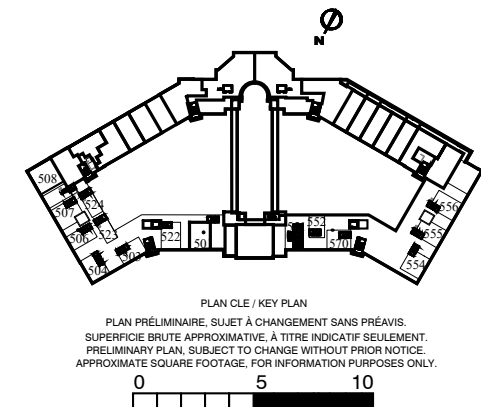 N
508
507
524
506
523
504
503
522
50
552
570
556
555
554
PLAN CLE / KEY PLAN
PLAN PRÉLIMINAIRE, SUJET À CHANGEMENT SANS PRÉAVIS.
SUPERFICIE BRUTE APPROXIMATIVE, À TITRE INDICATIF SEULEMENT.
PRELIMINARY PLAN, SUBJECT TO CHANGE WITHOUT PRIOR NOTICE.
APPROXIMATE SQUARE FOOTAGE, FOR INFORMATION PURPOSES ONLY.
0 5 10